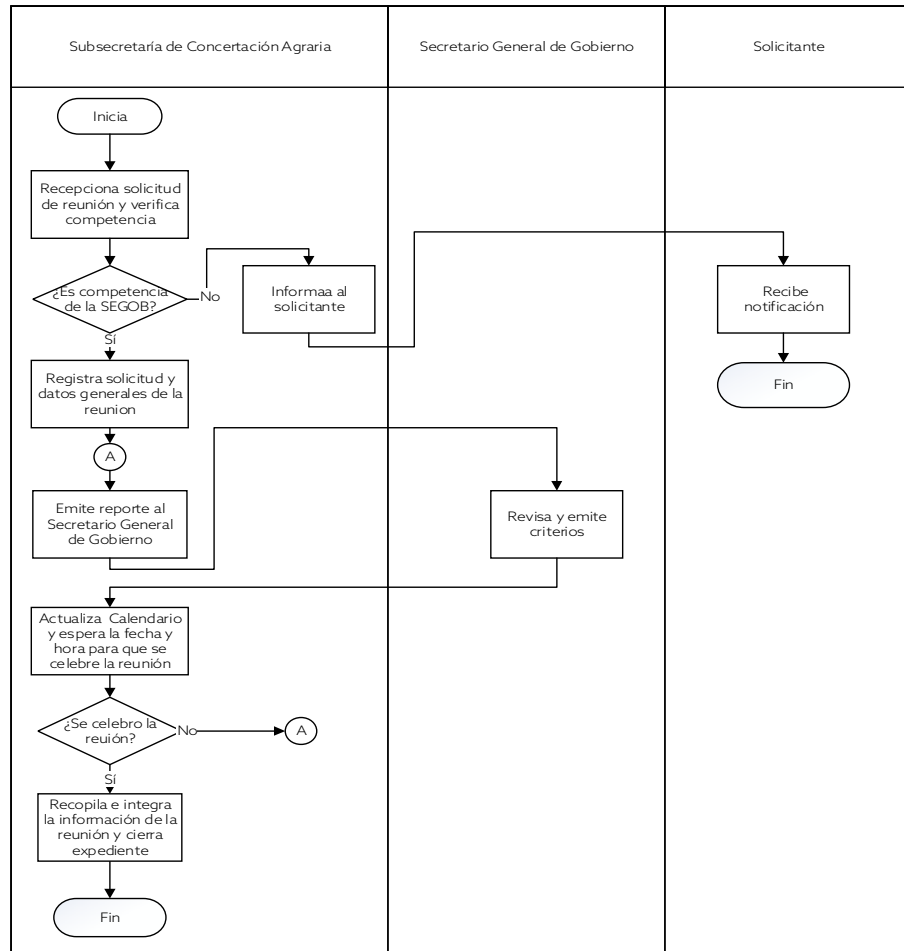 Subsecretaría de Concertación Agraria
Secretario General de Gobierno
Solicitante
Inicia
Recepciona solicitud
de reunión y verifica
competencia
¿Es competencia
de la SEGOB?
No
Informaa al
solicitante
Recibe
notificación
Fin
Sí
Registra solicitud y
datos generales de la
reunion
A
Emite reporte al
Secretario General
de Gobierno
Revisa y emite
criterios
Actualiza Calendario
y espera la fecha y
hora para que se
celebre la reunión
¿Se celebro la
reuión?
No
A
Sí
Recopila e integra
la información de la
reunión y cierra
expediente
Fin